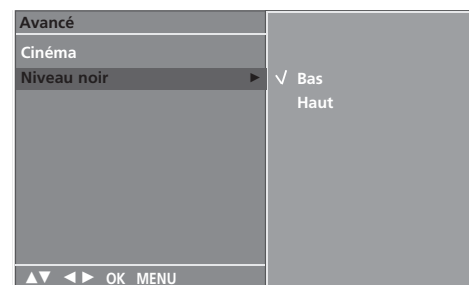 Avancé
Cinéma
Niveau noir ►
√ Bas
Haut
▲▼ ◄► OK MENU